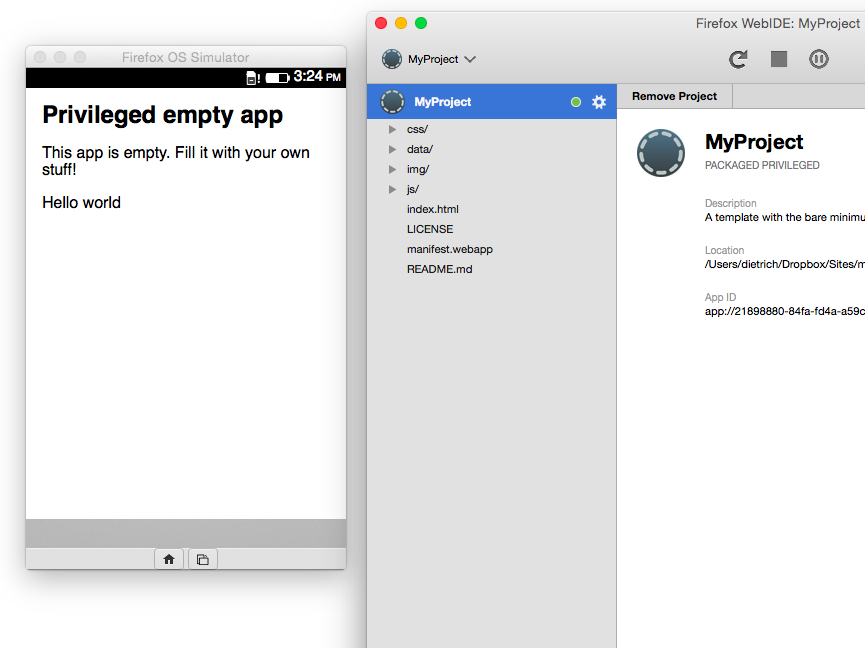 Firefox OS Simulator
3:24 PM
Privileged empty app
This app is empty. Fill it with your own
stuff!
Hello world
Firefox WebIDE: MyProject
MyProject
MyProject
css/
data/
img/
js/
index.html
LICENSE
manifest.webapp
README.md
Remove Project
MyProject
PACKAGED PRIVILEGED
Description
A template with the bare minimu
Location
/Users/dietrich/Dropbox/Sites/m
App ID
app://21898880-84fa-fd4a-a59c